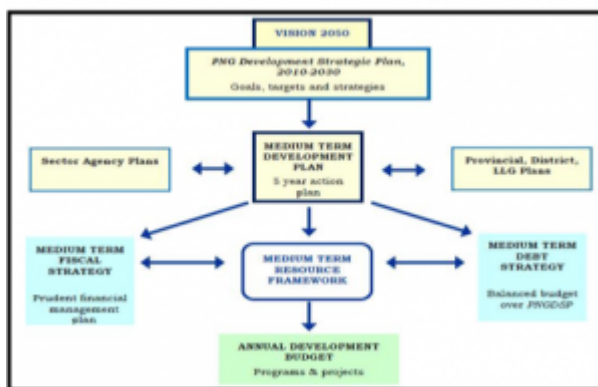 VISION 2050
PNG Development Strategic Plan,
2010-2030
Goals, targets and strategies
MEDIUM TERM
DEVELOPMENT
PLAN
5 year action
plan
Sector Agency Plans
Provincial, District,
LLG Plans
MEDIUM TERM
FISCAL
STRATEGY
Prudent financial
management
plan
MEDIUM TERM
RESOURCE
FRAMEWORK
MEDIUM TERM
DEBT
STRATEGY
Balanced budget
over PNGDSP
ANNUAL DEVELOPMENT
BUDGET
Programs & projects